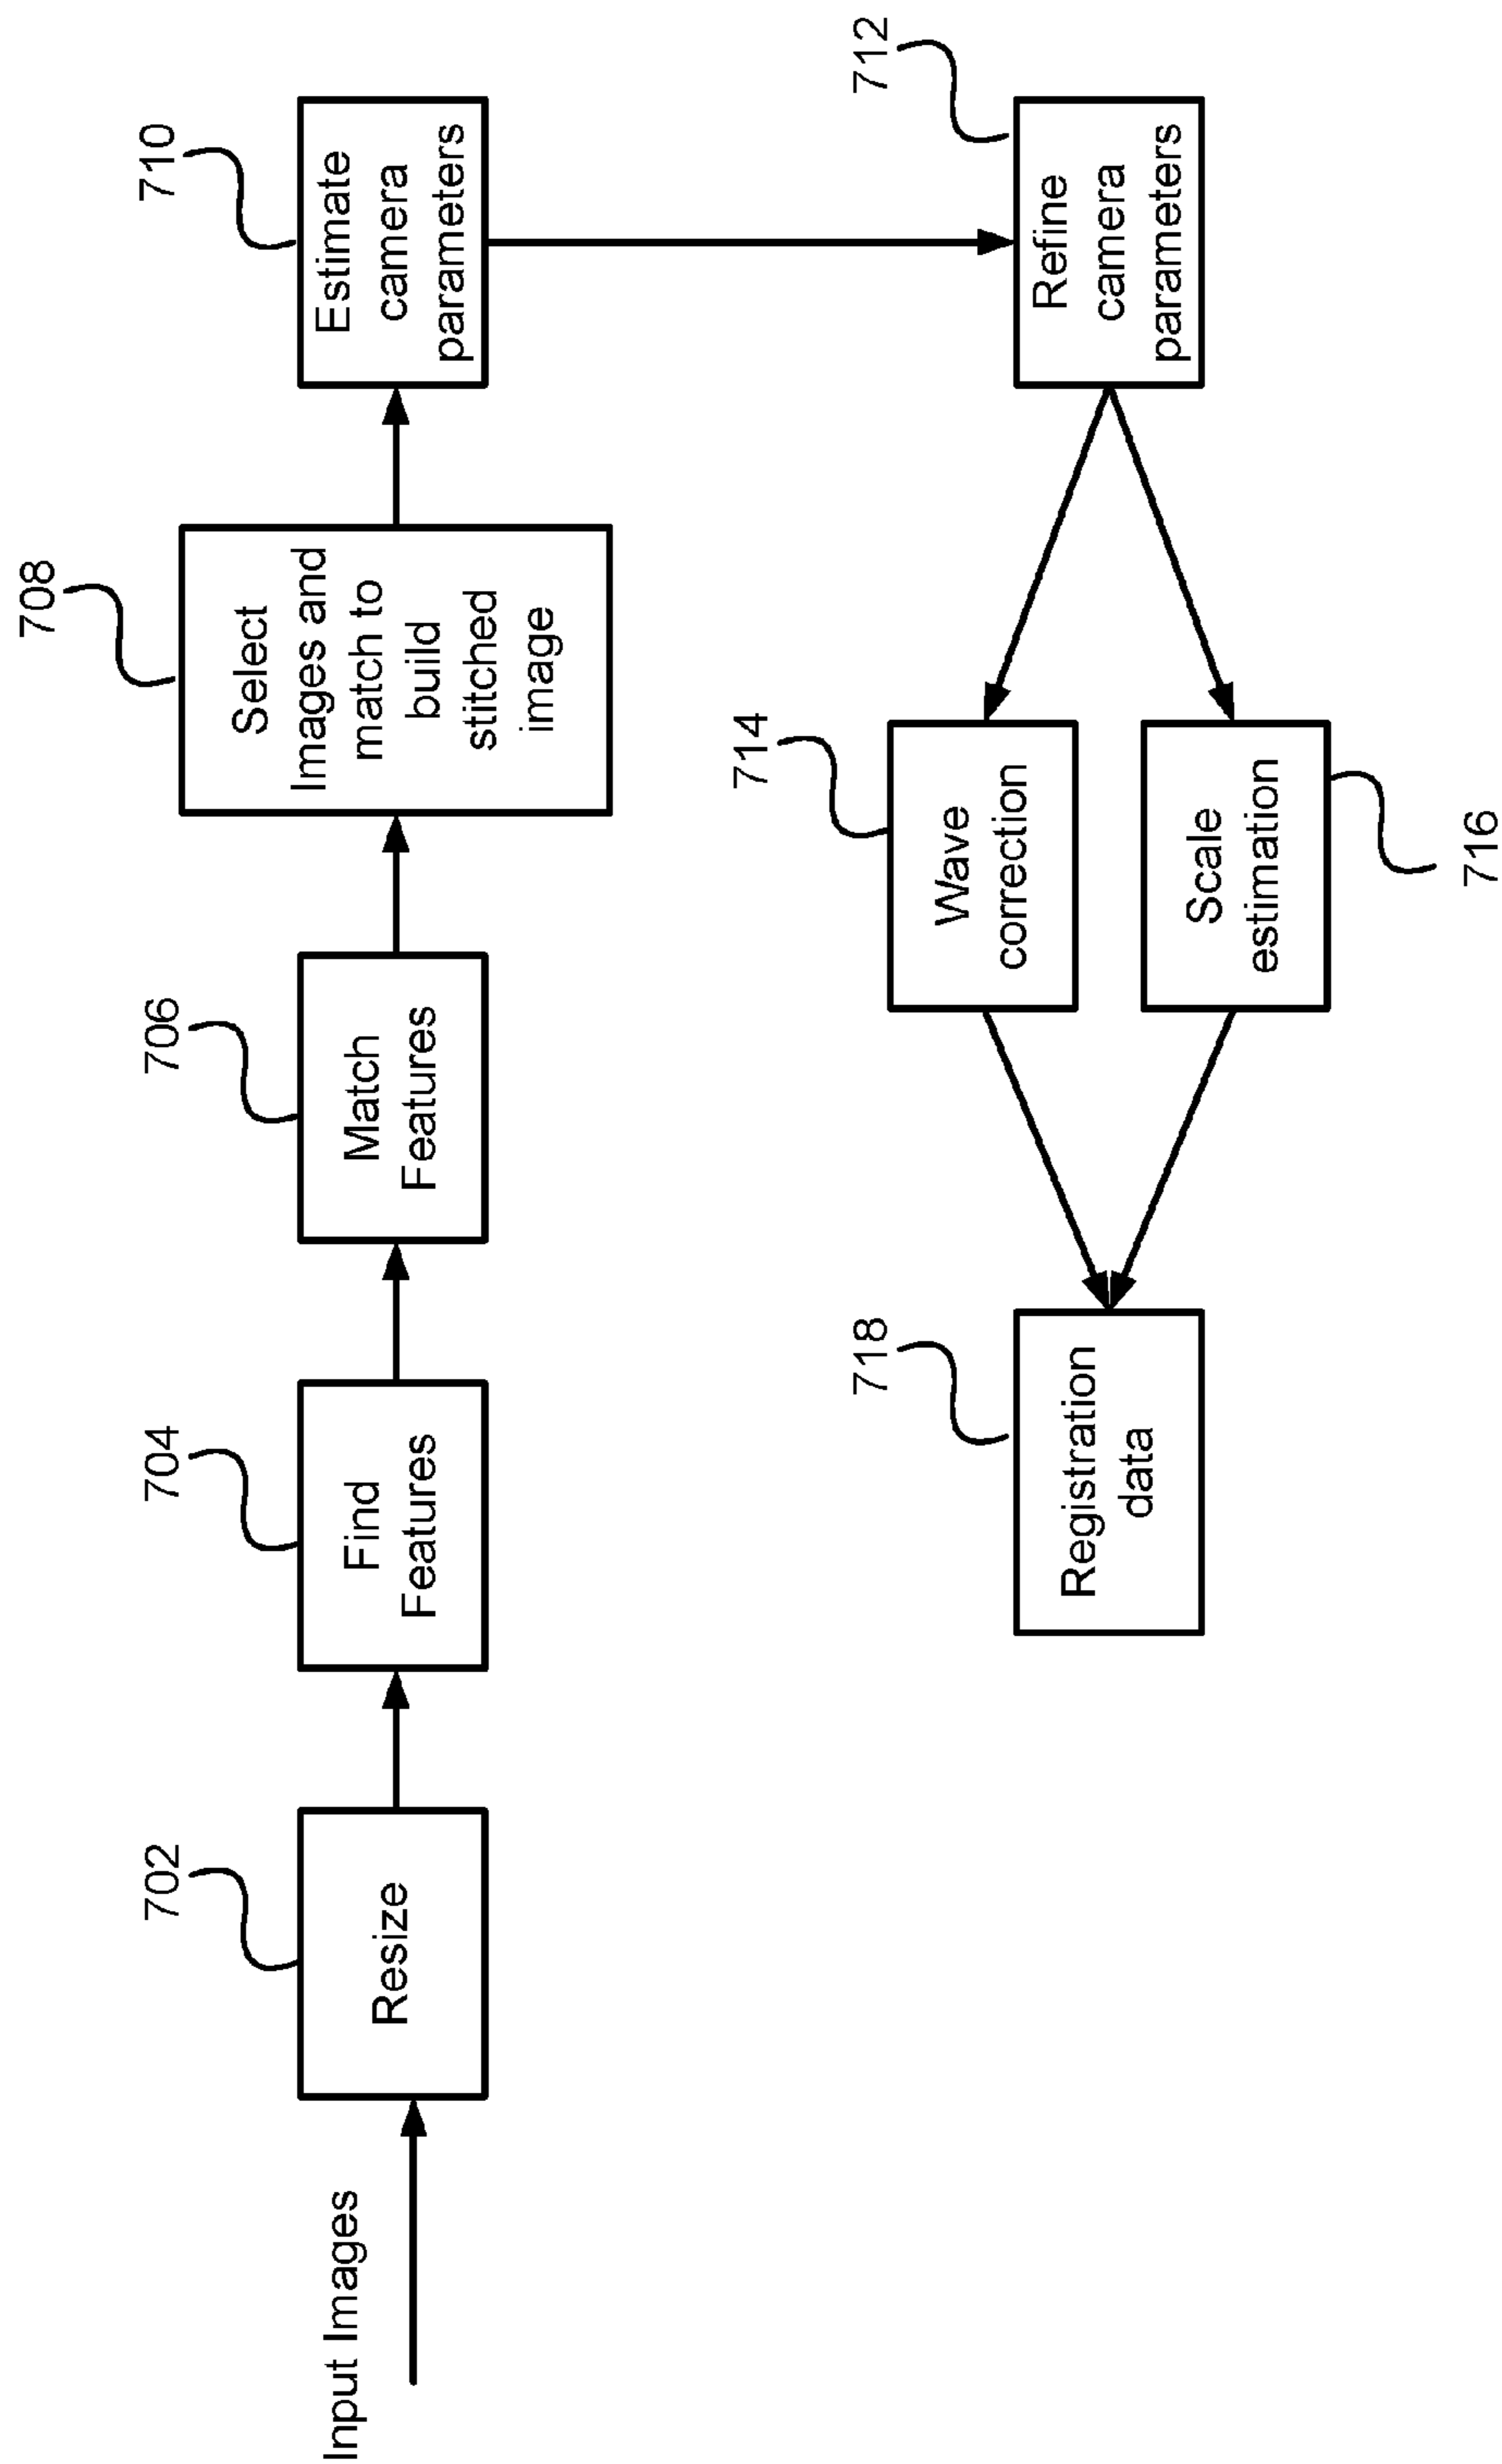 Input Images
702
Resize
704
Find
Features
706
Match
Features
708
Select
Images and
match to
build
stitched
image
710
Estimate
camera
parameters
712
Refine
camera
parameters
714
Wave
correction
716
Scale
estimation
718
Registration
data